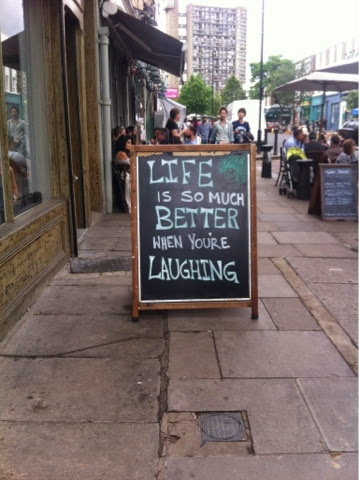 LIFE
IS SO MUCH
BETTER
WHEN YOU'RE
LAUGHING